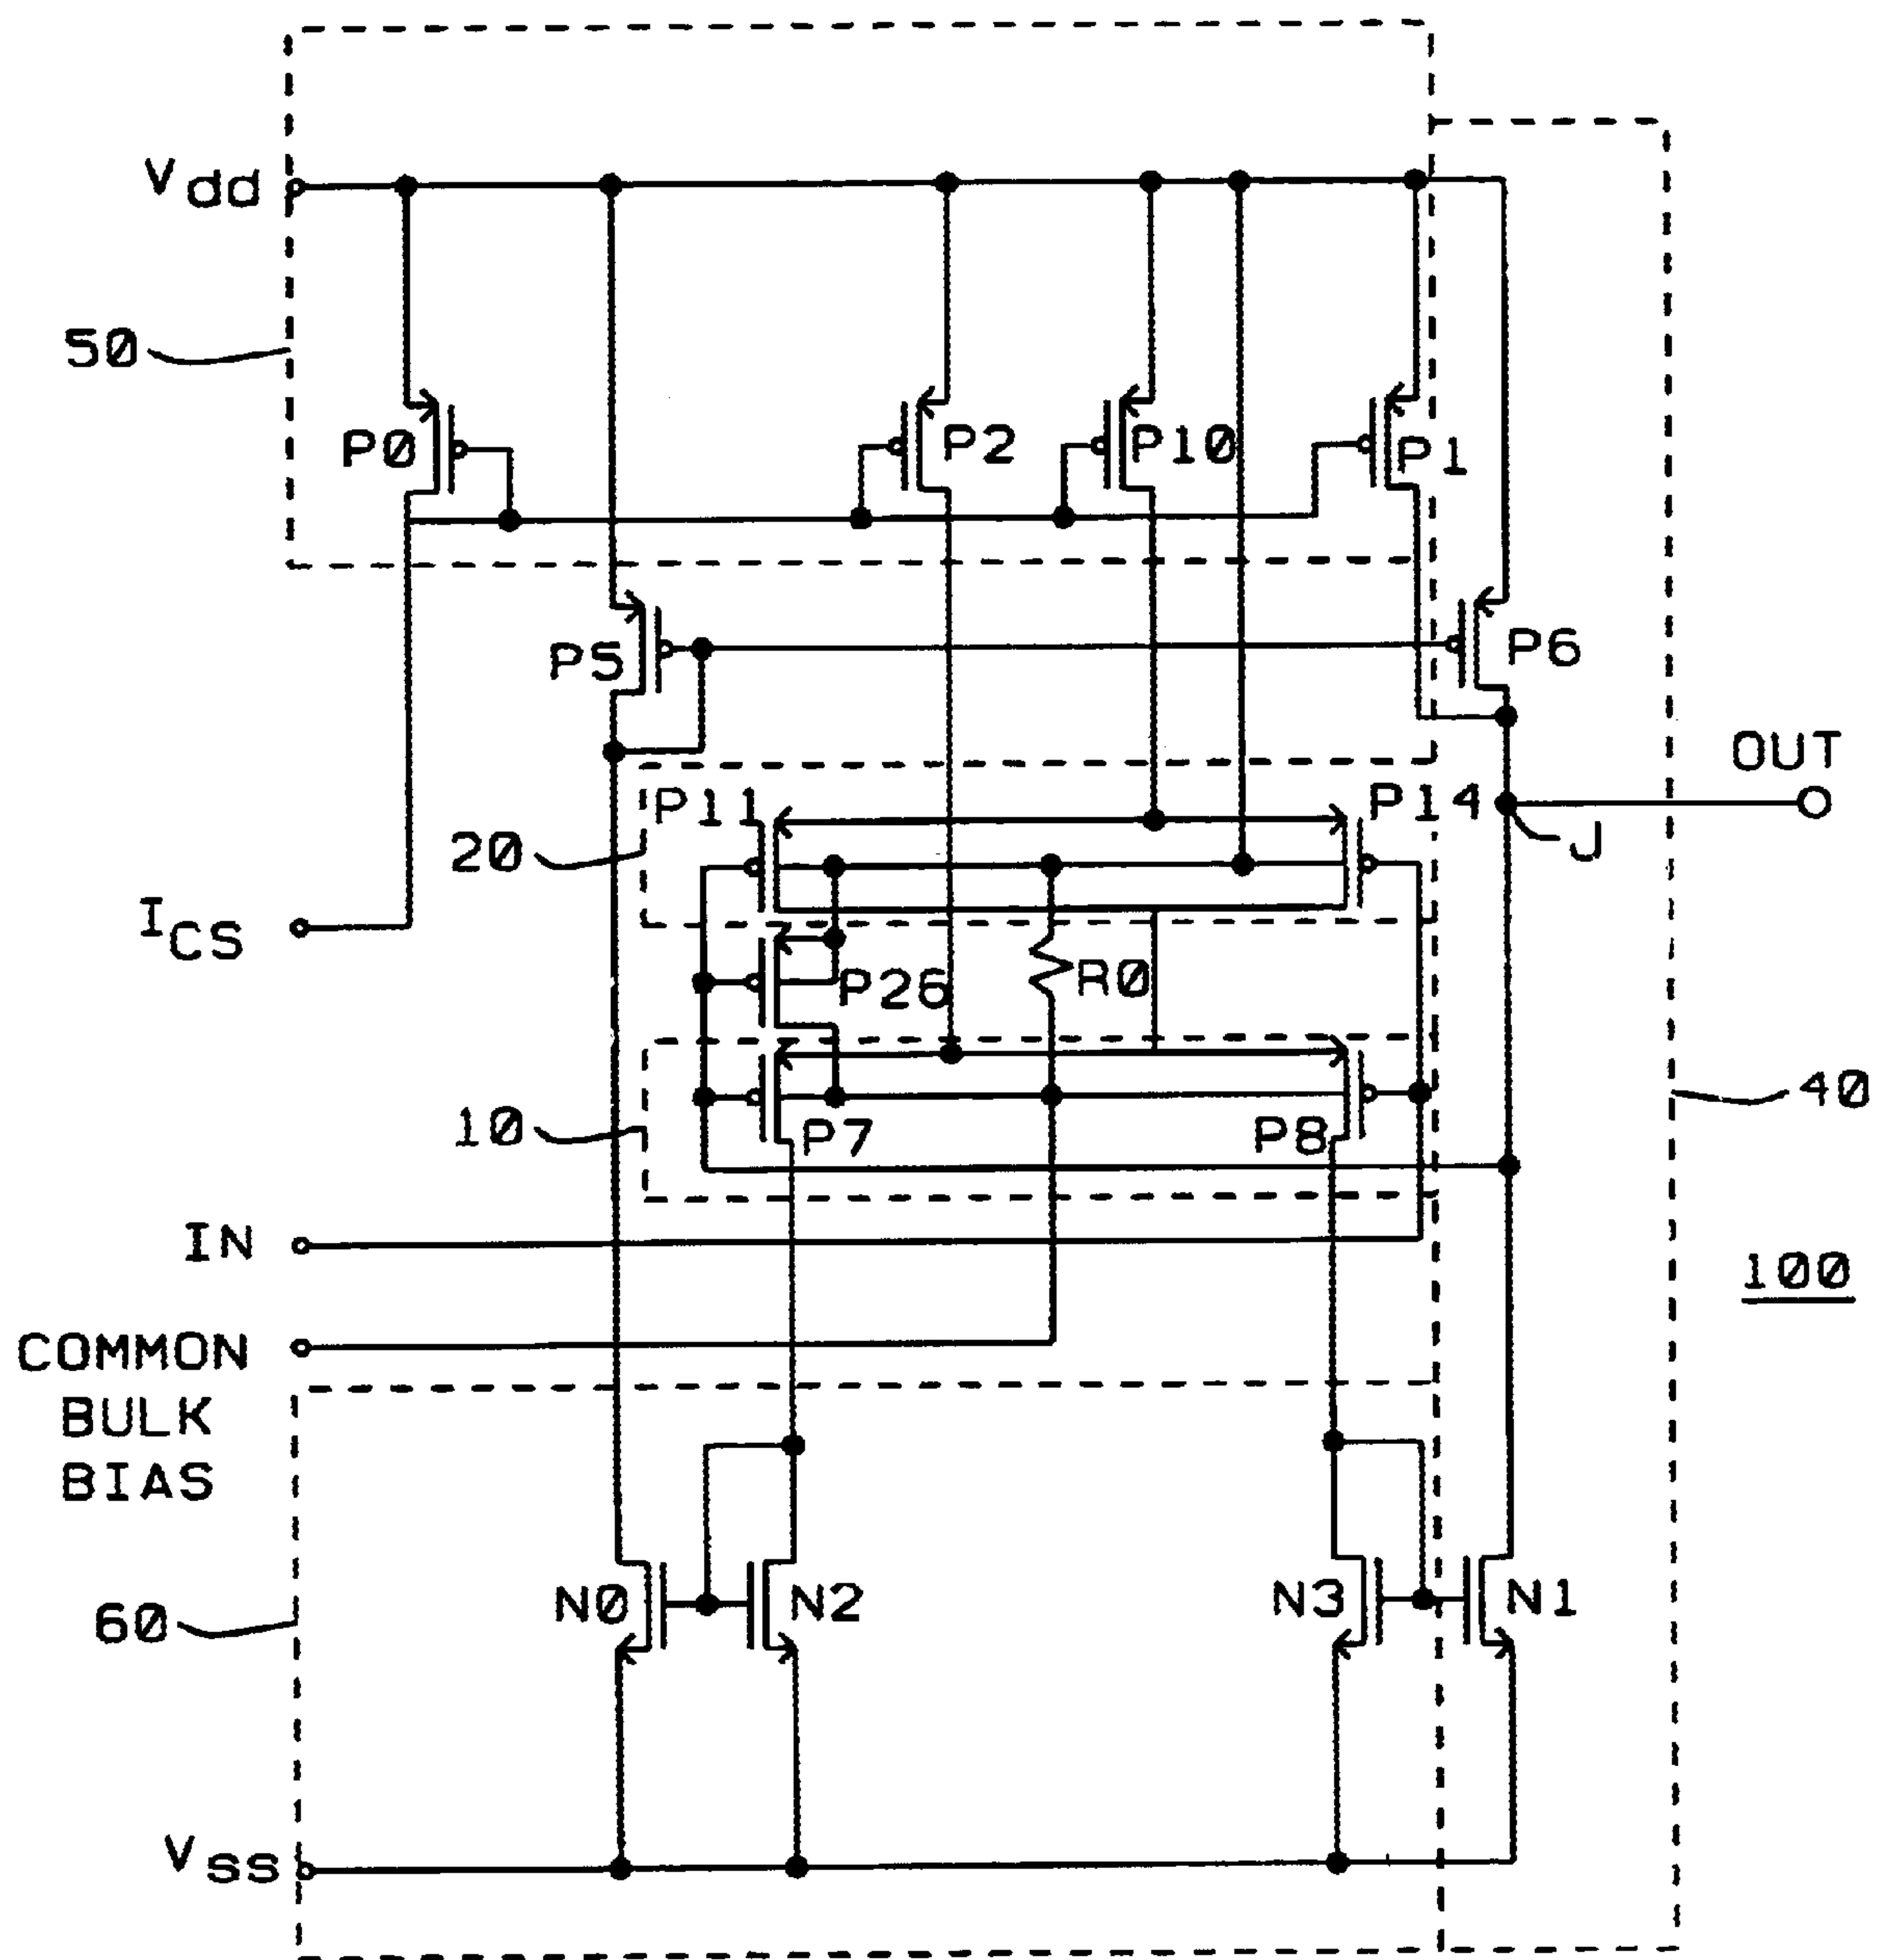 Vdd
50
P0
P2
P10
P1
P5
P6
OUT
P11
P14
20
J
ICS
P26
R0
10
P7
P8
40
IN
100
COMMON
BULK
BIAS
N0
N2
N3
N1
60
VSS